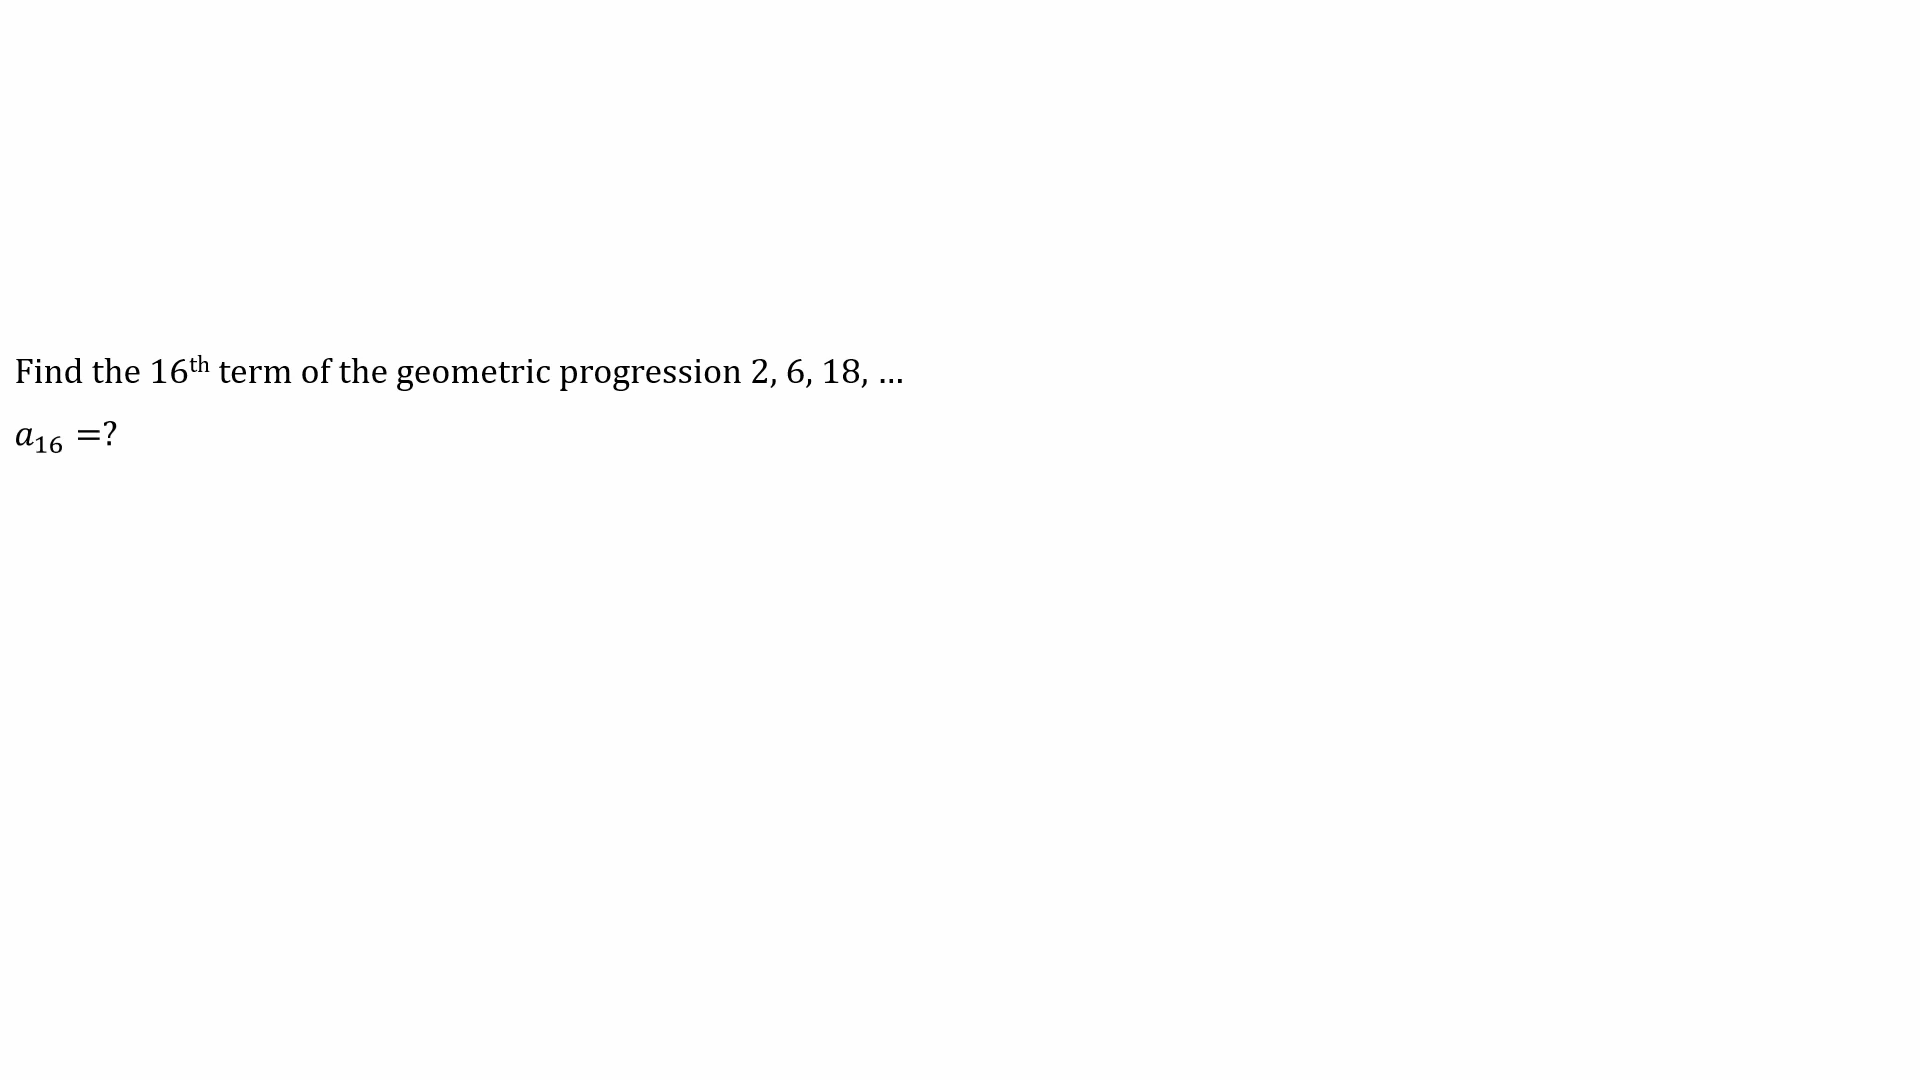 Find the 16th term of the geometric progression 2, 6, 18, ...
a16 =?